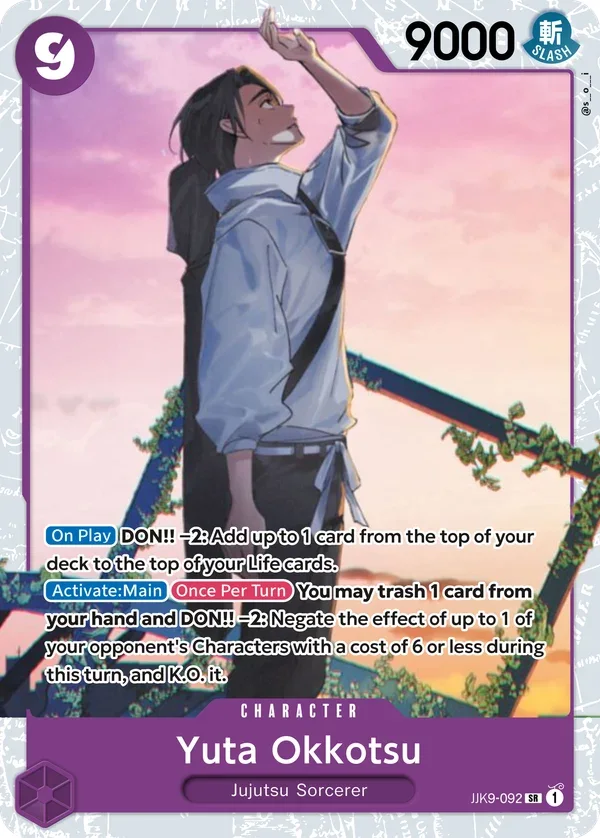 9
9000
斬
SLASH
@s_o_i
On Play DON!! −2: Add up to 1 card from the top of your
deck to the top of your Life cards.
Activate:Main Once Per Turn You may trash 1 card from
your hand and DON!! −2: Negate the effect of up to 1 of
your opponent's Characters with a cost of 6 or less during
this turn, and K.O. it.
CHARACTER
Yuta Okkotsu
Jujutsu Sorcerer
JJK9-092 SR 1